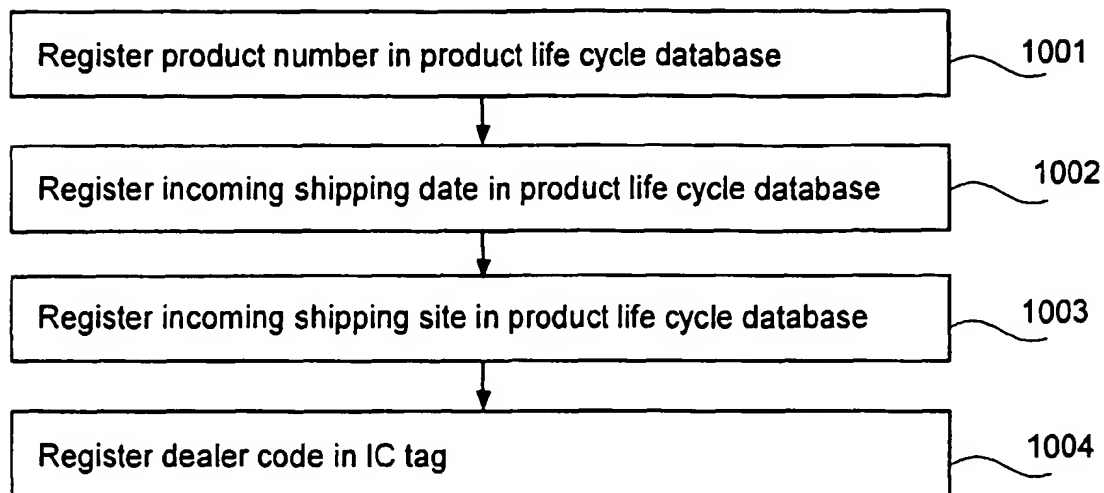 Register product number in product life cycle database
1001
Register incoming shipping date in product life cycle database
1002
Register incoming shipping site in product life cycle database
1003
Register dealer code in IC tag
1004